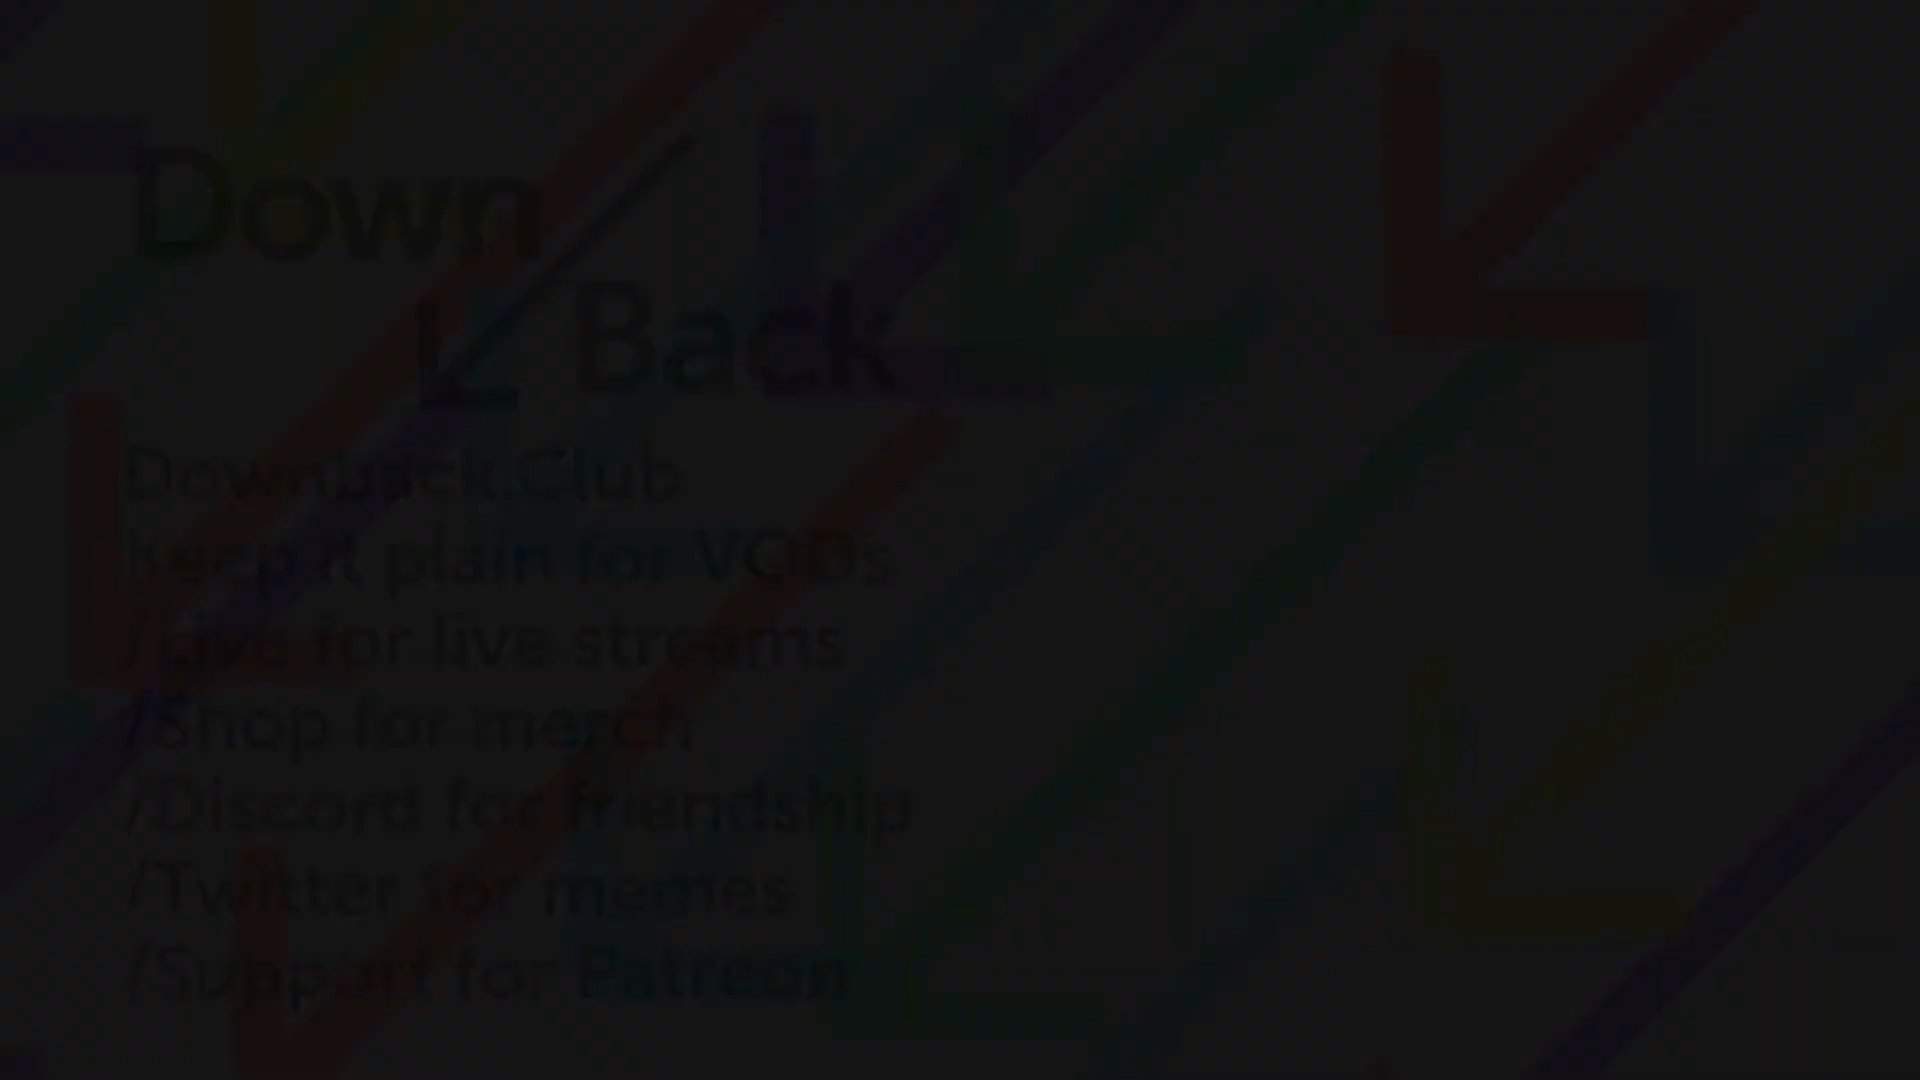 Down
Back
Downback.Club
Keep it plain for VODs
/Live for live streams
/Shop for merch
/Discord for friendship
/Twitter for memes
/Support for Patreon